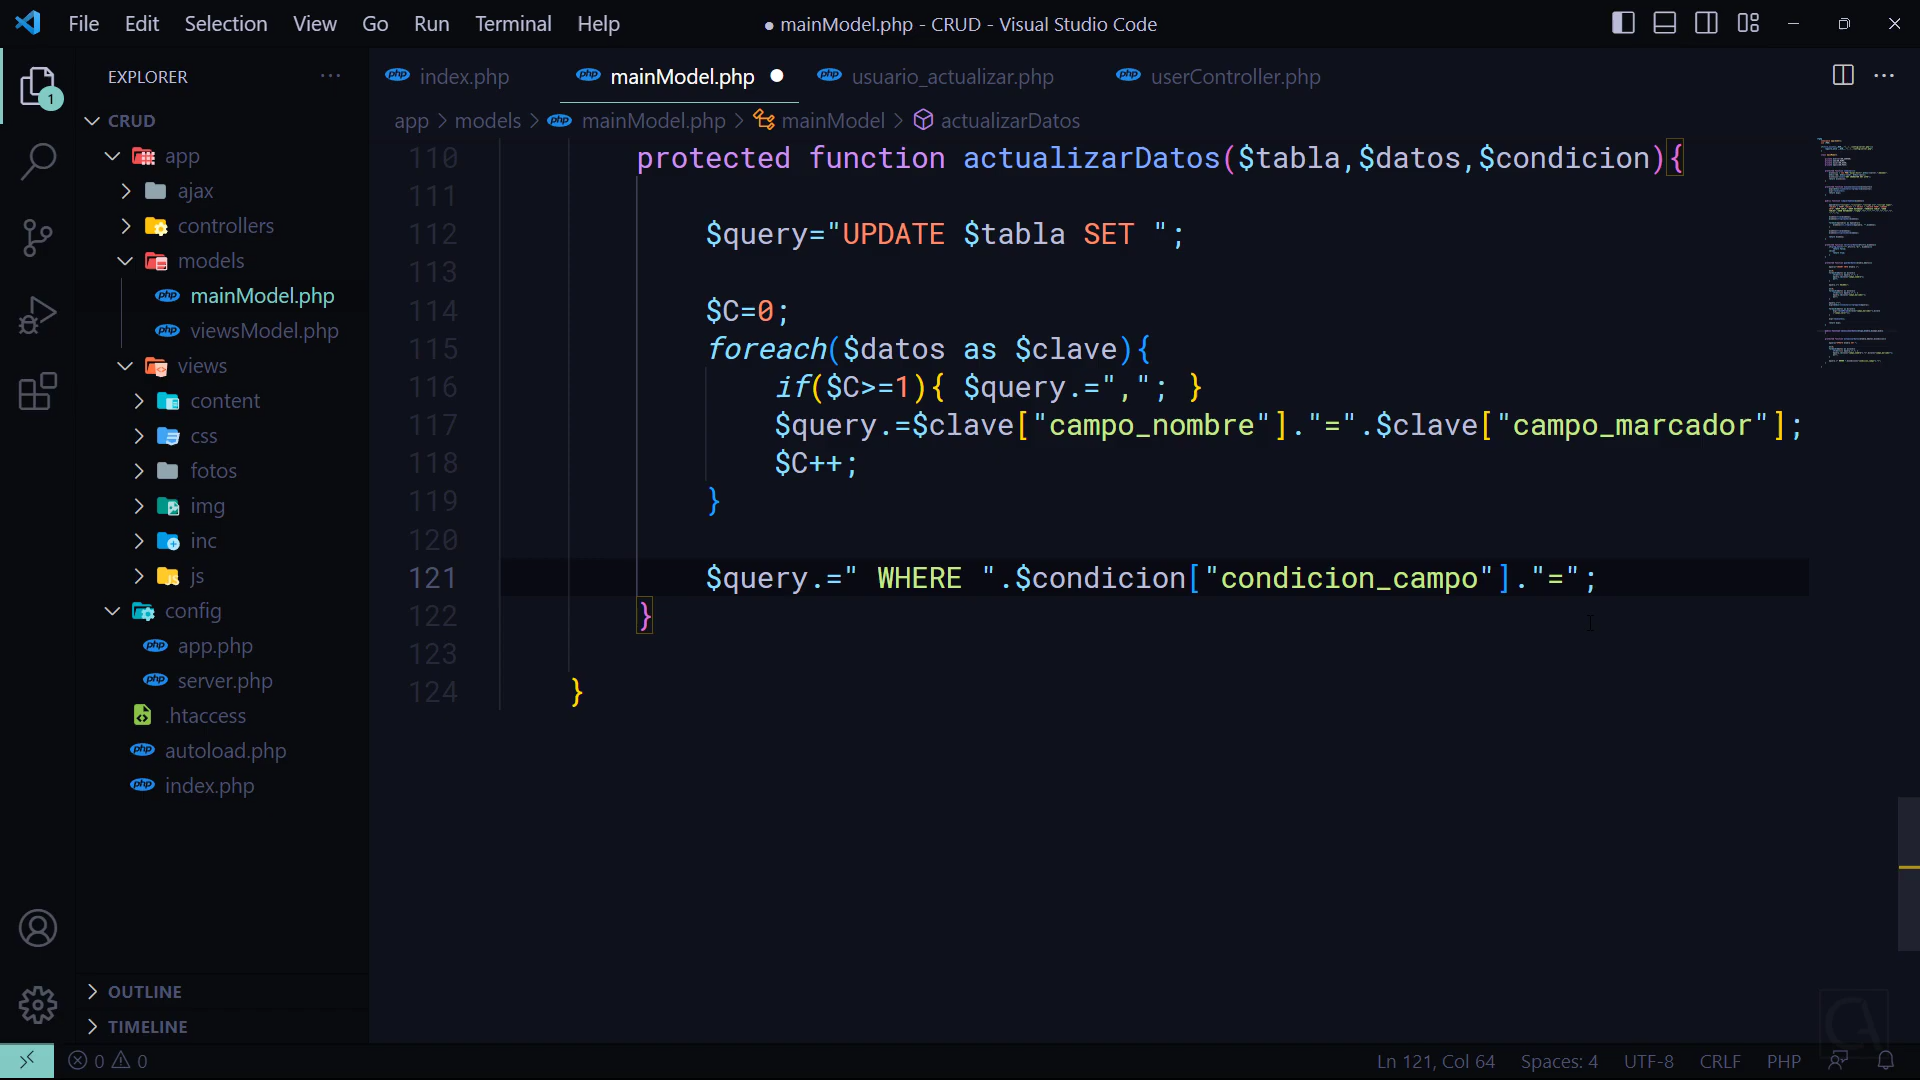 File Edit Selection View Go Run Terminal Help
● mainModel.php - CRUD - Visual Studio Code
EXPLORER
index.php mainModel.php ● usuario_actualizar.php userController.php
app > models > mainModel.php > mainModel > actualizarDatos
CRUD
app
ajax
controllers
models
mainModel.php
viewsModel.php
views
content
css
fotos
img
inc
js
config
app.php
server.php
.htaccess
autoload.php
index.php
OUTLINE
TIMELINE
1
110 protected function actualizarDatos($tabla,$datos,$condicion){
111
112 $query="UPDATE $tabla SET ";
113
114 $C=0;
115 foreach($datos as $clave){
116 if($C>=1){ $query.=","; }
117 $query.=$clave["campo_nombre"]."=".$clave["campo_marcador"];
118 $C++;
119 }
120
121 $query.=" WHERE ".$condicion["condicion_campo"]."=";
122 }
123
124 }
0 0
Ln 121, Col 64 Spaces: 4 UTF-8 CRLF PHP
CA